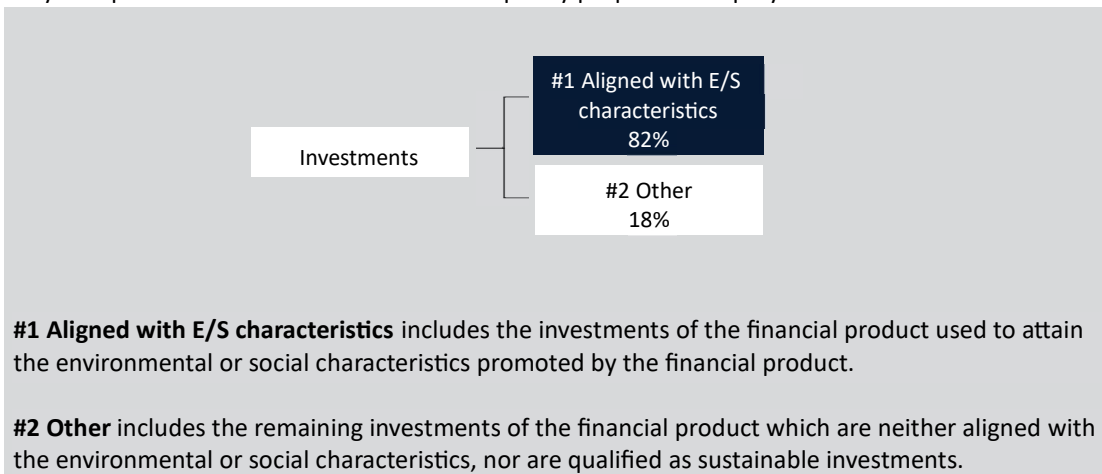 #1 Aligned with E/S
characteristics
82%
Investments
#2 Other
18%
#1 Aligned with E/S characteristics includes the investments of the financial product used to attain
the environmental or social characteristics promoted by the financial product.
#2 Other includes the remaining investments of the financial product which are neither aligned with
the environmental or social characteristics, nor are qualified as sustainable investments.